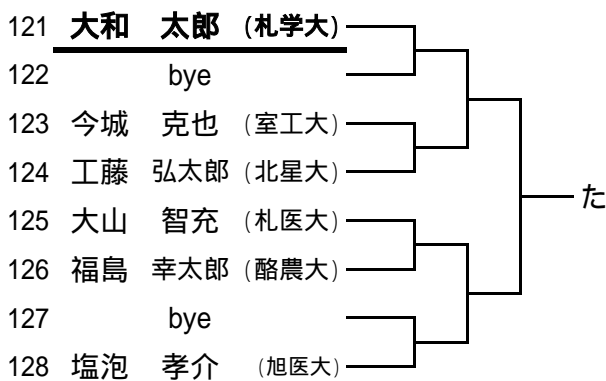 121 大和 太郎 (札学大)
122 bye
123 今城 克也 (室工大)
124 工藤 弘太郎 (北星大)
た
125 大山 智充 (札医大)
126 福島 幸太郎 (酪農大)
127 bye
128 塩泡 孝介 (旭医大)